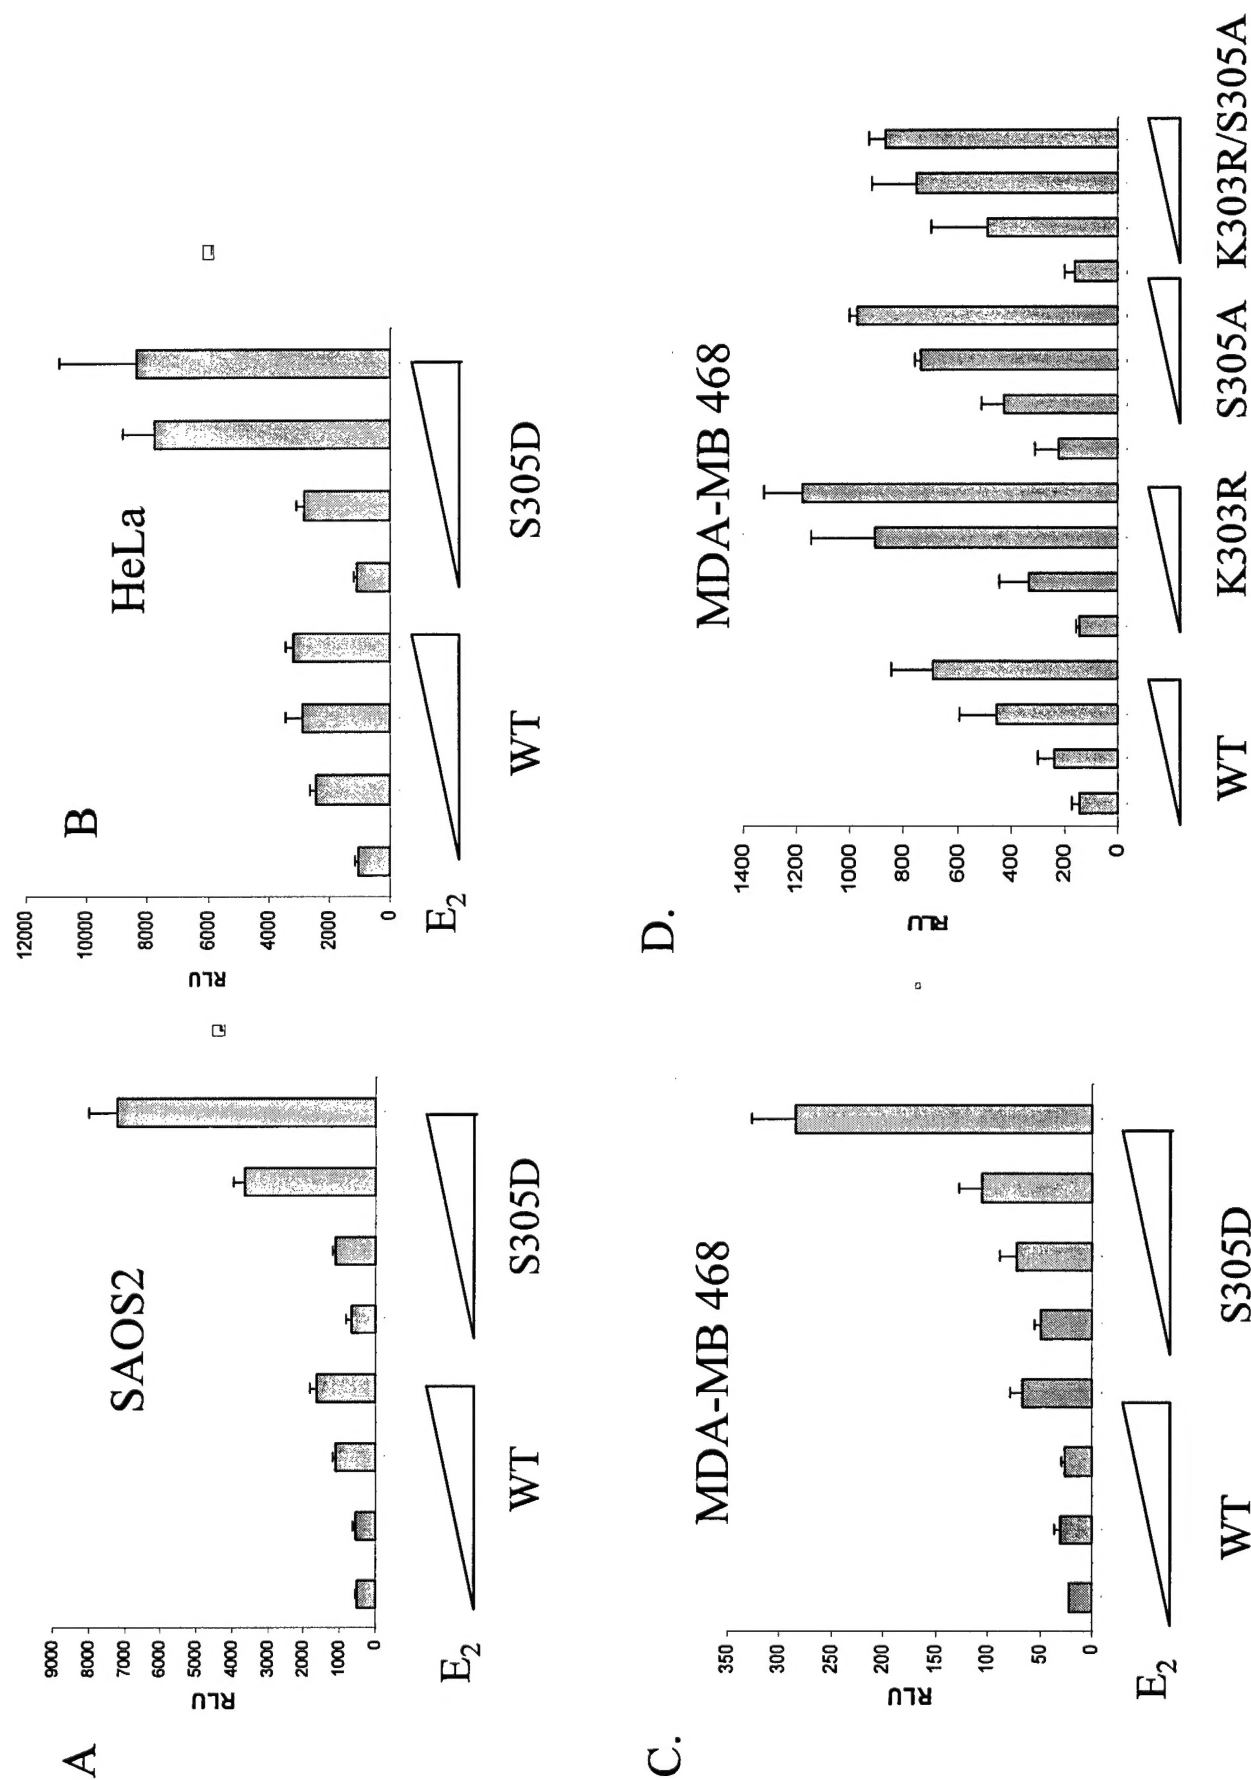 A
SAOS2
RLU
9000
8000
7000
6000
5000
4000
3000
2000
1000
0
E2
WT
S305D
B
HeLa
RLU
12000
10000
8000
6000
4000
2000
0
E2
WT
S305D
C.
MDA-MB 468
RLU
350
300
250
200
150
100
50
0
E2
WT
S305D
D.
MDA-MB 468
RLU
1400
1200
1000
800
600
400
200
0
WT
K303R
S305A
K303R/S305A